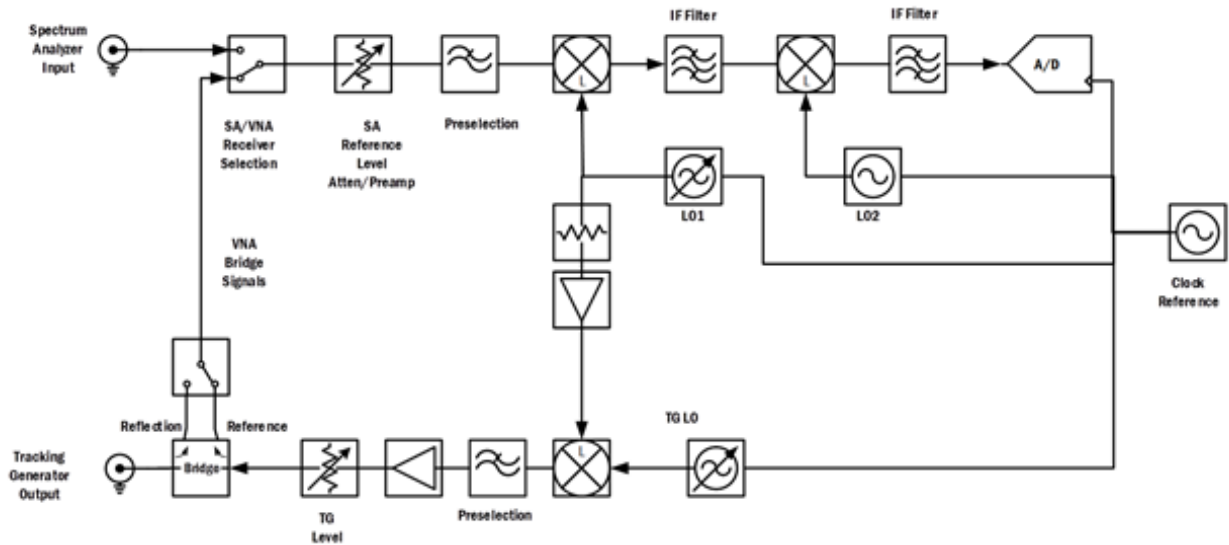 Spectrum
Analyzer
Input
SA/VNA
Receiver
Selection
SA
Reference
Level
Atten/Preamp
Preselection
L
IF Filter
L
IF Filter
A/D
LO1
LO2
Clock
Reference
VNA
Bridge
Signals
Reflection
Reference
Tracking
Generator
Output
Bridge
TG
Level
Preselection
L
TG LO